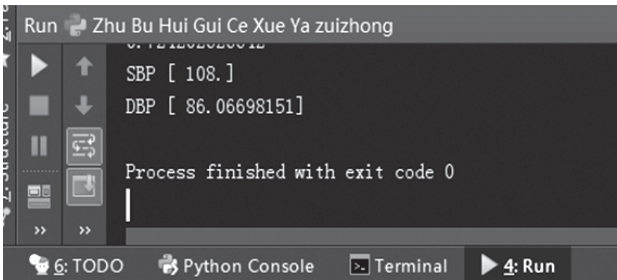 Run Zhu Bu Hui Gui Ce Xue Ya zuizhong
SBP [ 108.]
DBP [ 86.06698151]
Process finished with exit code 0
6: TODO Python Console Terminal 4: Run